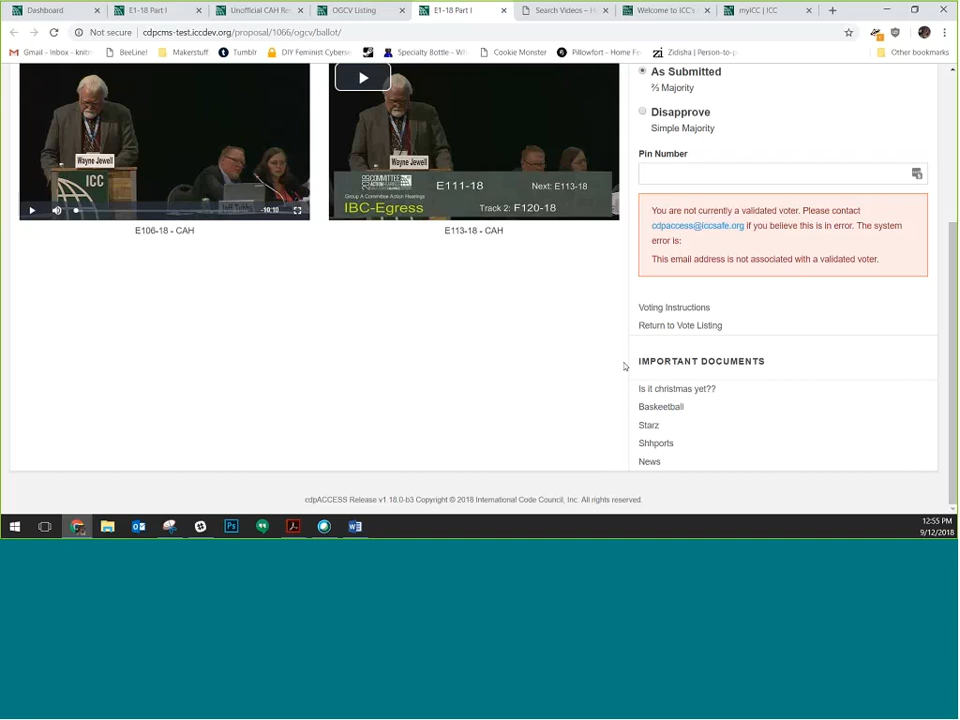 Dashboard
E1-18 Part I
Unofficial CAH Re
OGCV Listing
E1-18 Part I
Search Videos – H
Welcome to ICC's
myICC | ICC
Not secure | cdpcms-test.iccdev.org/proposal/1066/ogcv/ballot/
Gmail - Inbox - knitm
BeeLine!
Makerstuff
Tumblr
DIY Feminist Cyberse
Specialty Bottle – Wh
Cookie Monster
Pillowfort - Home Fe
Zidisha | Person-to-p
Other bookmarks
Wayne Jewell
ICC
-10:10
E106-18 - CAH
Wayne Jewell
COMMITTEE
ACTION HEARINGS
Group A Committee Action Hearings
E111-18
Next: E113-18
IBC-Egress
Track 2: F120-18
E113-18 - CAH
As Submitted
⅔ Majority
Disapprove
Simple Majority
Pin Number
You are not currently a validated voter. Please contact
cdpaccess@iccsafe.org if you believe this is in error. The system
error is:
This email address is not associated with a validated voter.
Voting Instructions
Return to Vote Listing
IMPORTANT DOCUMENTS
Is it christmas yet??
Baskeetball
Starz
Shhports
News
cdpACCESS Release v1.18.0-b3 Copyright © 2018 International Code Council, Inc. All rights reserved.
12:55 PM
9/12/2018